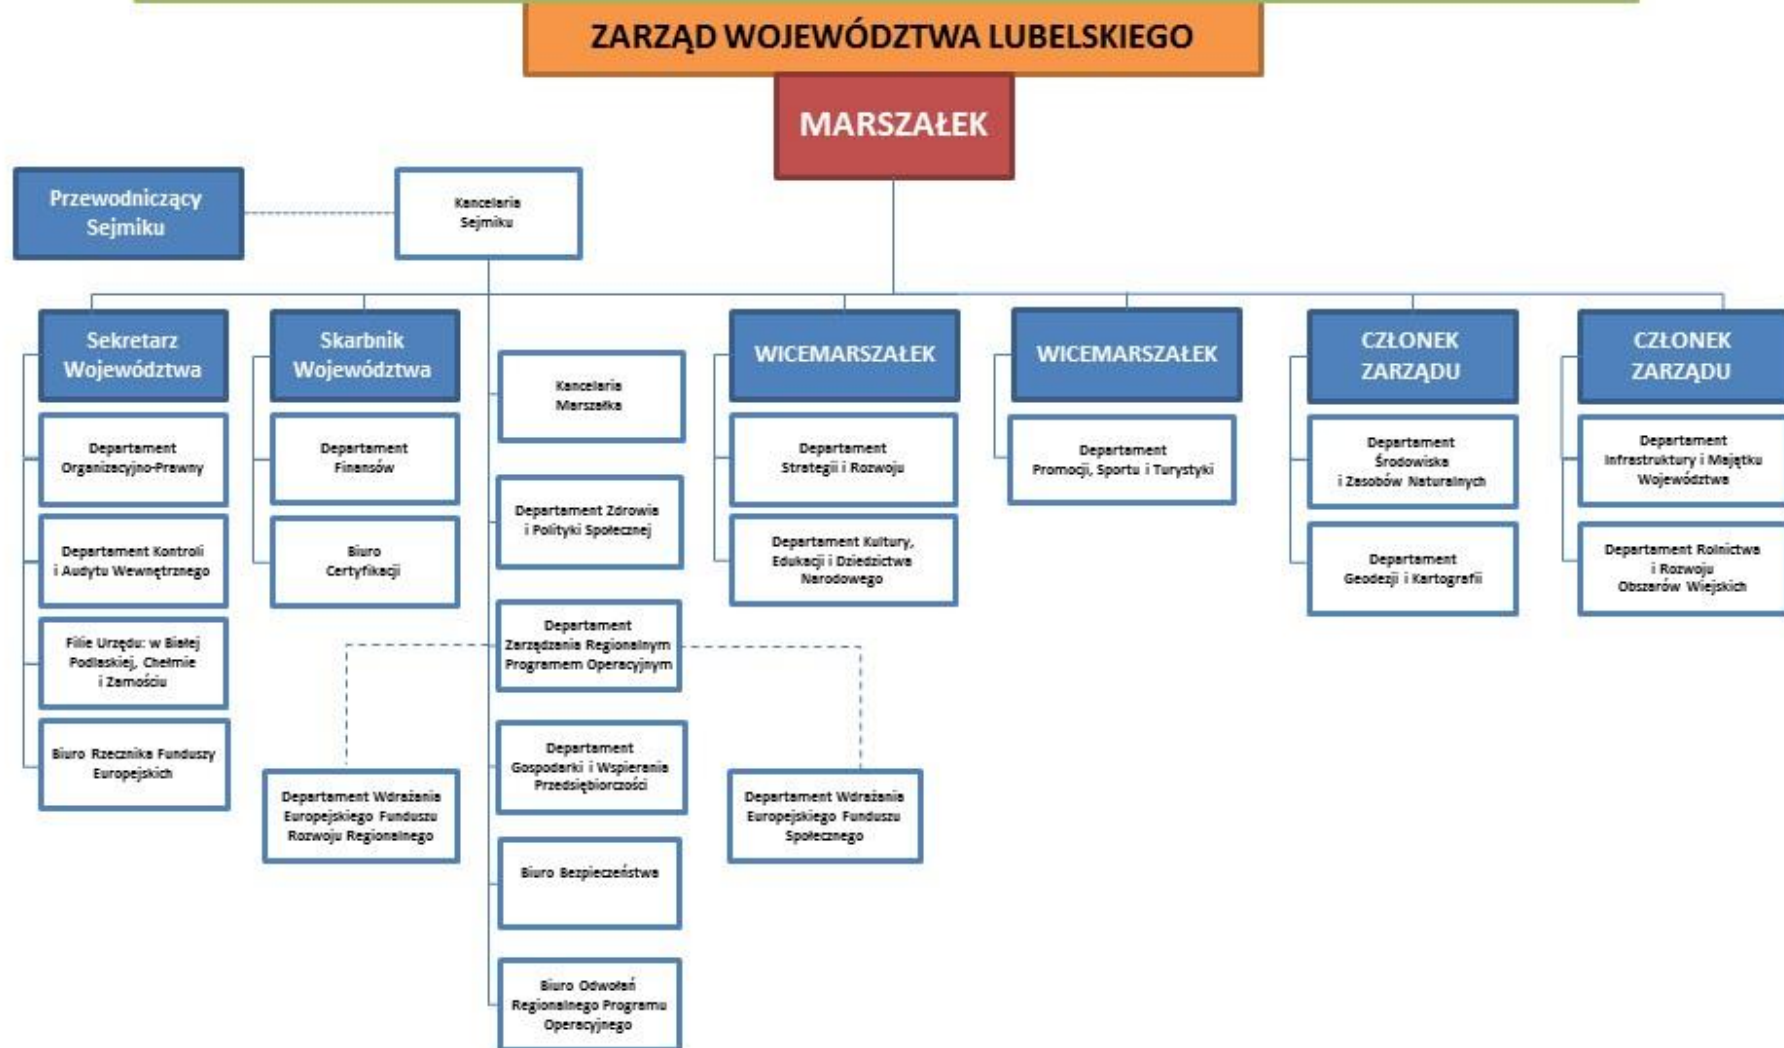 ZARZĄD WOJEWÓDZTWA LUBELSKIEGO
MARSZAŁEK
Przewodniczący
Sejmiku
Kancelaria
Sejmiku
Sekretarz
Województwa
Departament
Organizacyjno-Prawny
Departament Kontroli
i Audytu Wewnętrznego
Filie Urzędu: w Białej
Podlaskiej, Chełmie
i Zamościu
Biuro Rzecznika Funduszy
Europejskich
Skarbnik
Województwa
Departament
Finansów
Biuro
Certyfikacji
Kancelaria
Marszałka
Departament Zdrowia
i Polityki Społecznej
Departament
Zarządzania Regionalnym
Programem Operacyjnym
Departament Wdrażania
Europejskiego Funduszu
Rozwoju Regionalnego
Departament Wdrażania
Europejskiego Funduszu
Społecznego
Departament
Gospodarki i Wspierania
Przedsiębiorczości
Biuro Bezpieczeństwa
Biuro Odwołań
Regionalnego Programu
Operacyjnego
WICEMARSZAŁEK
Departament
Strategii i Rozwoju
Departament Kultury,
Edukacji i Dziedzictwa
Narodowego
WICEMARSZAŁEK
Departament
Promocji, Sportu i Turystyki
CZŁONEK
ZARZĄDU
Departament
Środowiska
i Zasobów Naturalnych
Departament
Geodezji i Kartografii
CZŁONEK
ZARZĄDU
Departament
Infrastruktury i Majątku
Województwa
Departament Rolnictwa
i Rozwoju
Obszarów Wiejskich